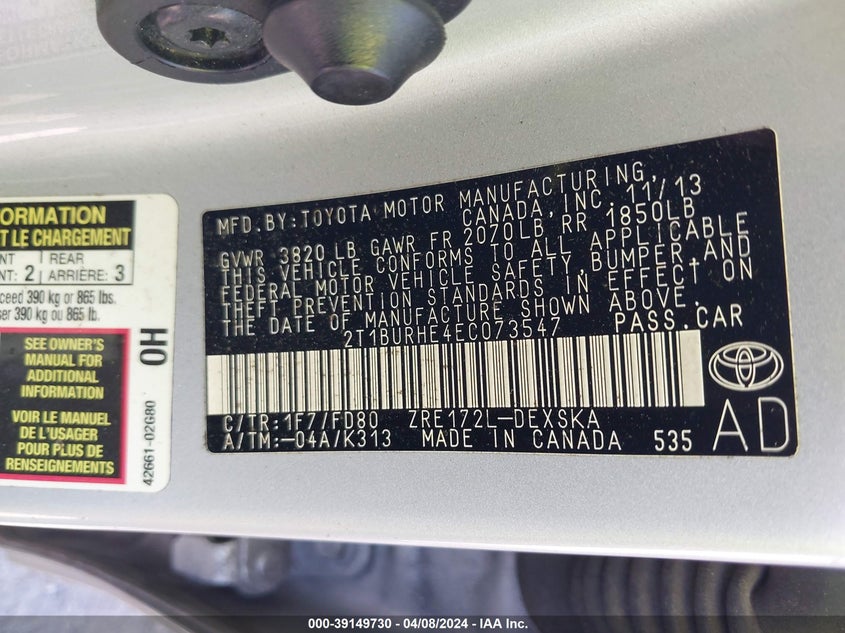 ORMATION
T LE CHARGEMENT
NT | REAR
NT: 2 | ARRIÈRE: 3
xceed 390 kg or 865 lbs.
ser 390 kg ou 865 lb.
SEE OWNER'S
MANUAL FOR
ADDITIONAL
INFORMATION
VOIR LE MANUEL
DE L'USAGER
POUR PLUS DE
RENSEIGNEMENTS
0H
42661-02G80
MFD.BY:TOYOTA MOTOR MANUFACTURING,
CANADA, INC. 11/13
GVWR 3820 LB GAWR FR 2070LB, RR 1850LB
THIS VEHICLE CONFORMS TO ALL APPLICABLE
FEDERAL MOTOR VEHICLE SAFETY,BUMPER,AND
THEFT PREVENTION STANDARDS IN EFFECT ON
THE DATE OF MANUFACTURE SHOWN ABOVE.
2T1BURHE4EC073547 PASS.CAR
C/TR:1F7/FD80 ZRE172L-DEXSKA
A/TM:-04A/K313 MADE IN CANADA 535
AD
000-39149730 - 04/08/2024 - IAA Inc.